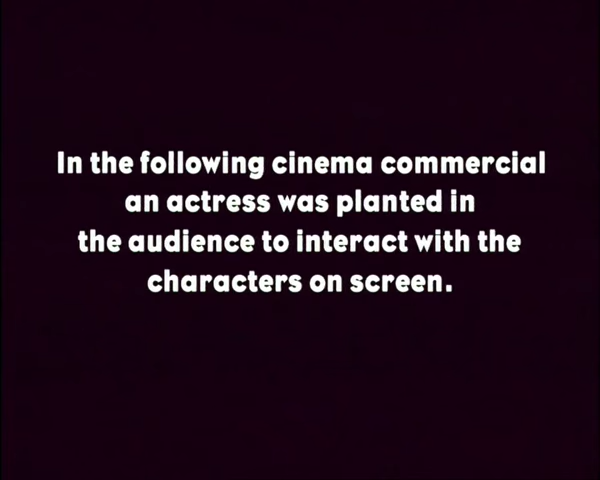 In the following cinema commercial
an actress was planted in
the audience to interact with the
characters on screen.